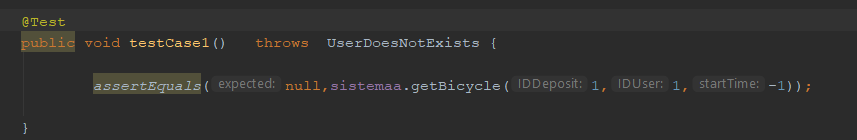 @Test
public void testCase1() throws UserDoesNotExists {
assertEquals( expected: null,sistemaa.getBicycle( IDDeposit: 1, IDUser: 1, startTime: -1));
}